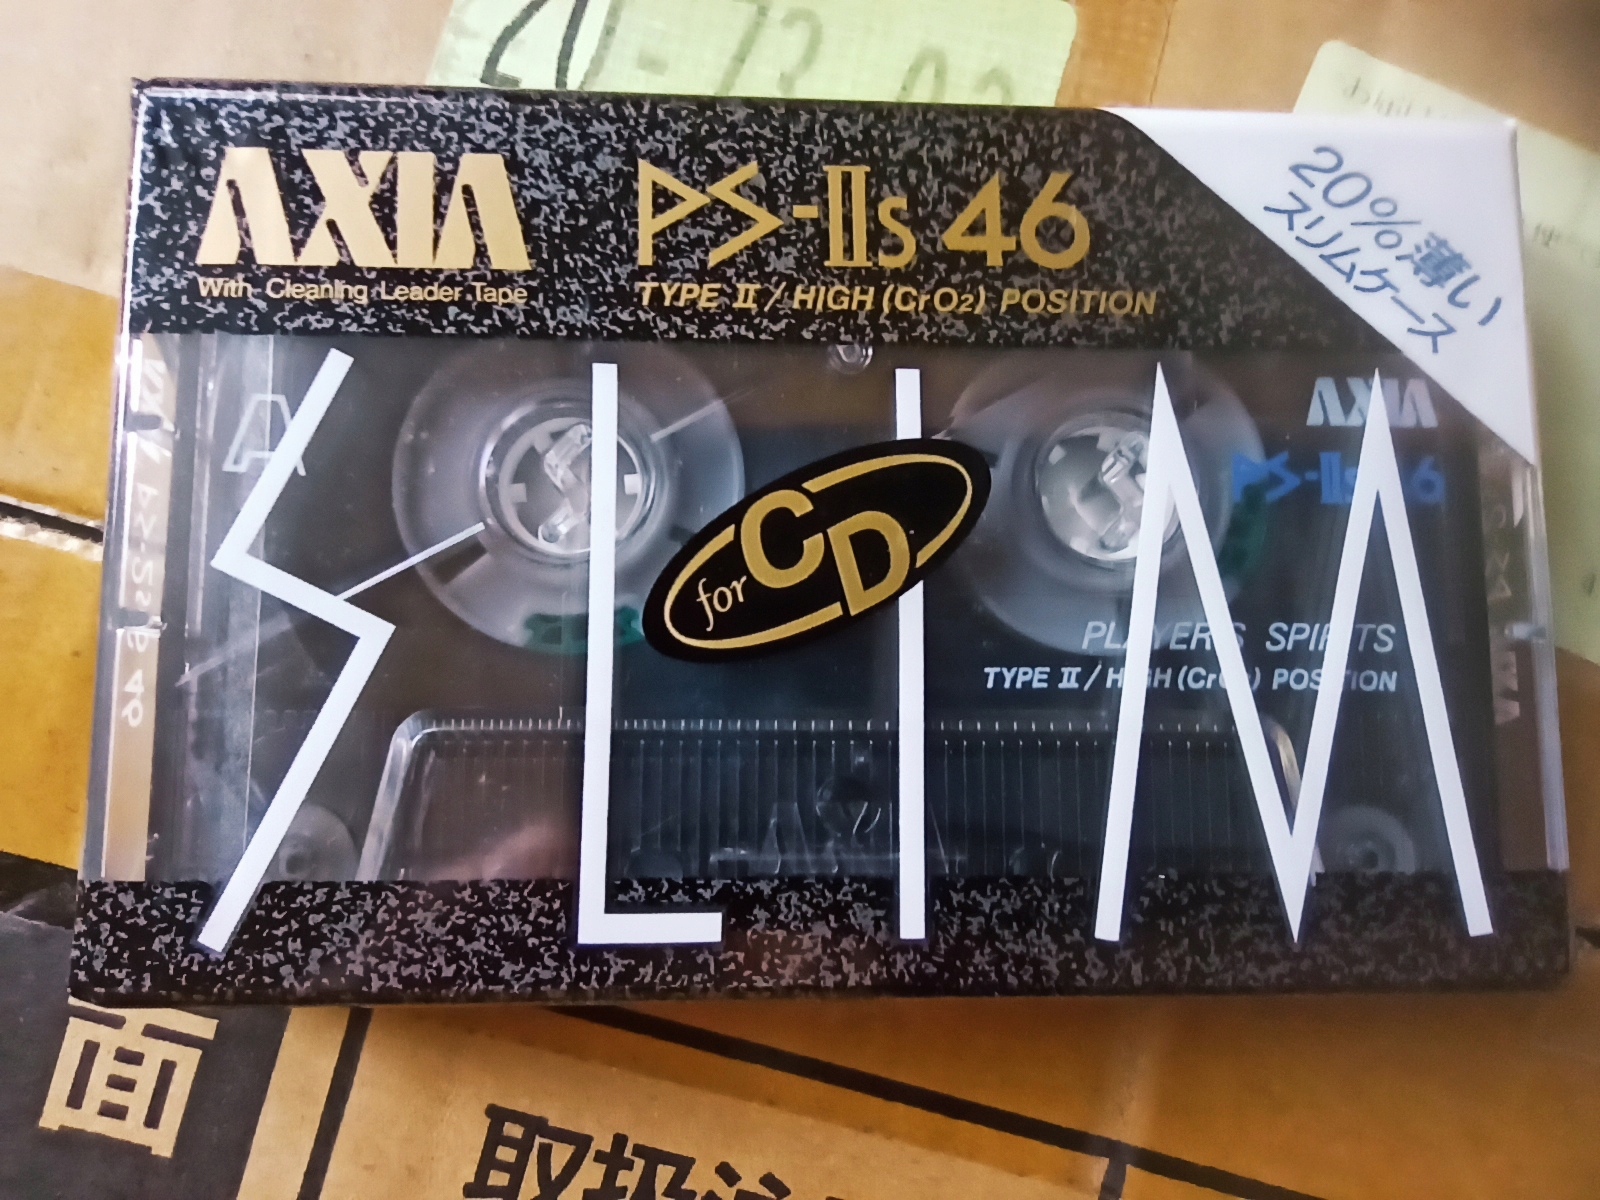 AXIA
With Cleaning Leader Tape
PS-IIs 46
TYPE II / HIGH (CrO2) POSITION
20%薄い
スリムケース
SLIM
for CD
A
AXIA
PS-IIs 46
PLAYER'S SPIRITS
TYPE II / HIGH (CrO2) POSITION
面
取扱注